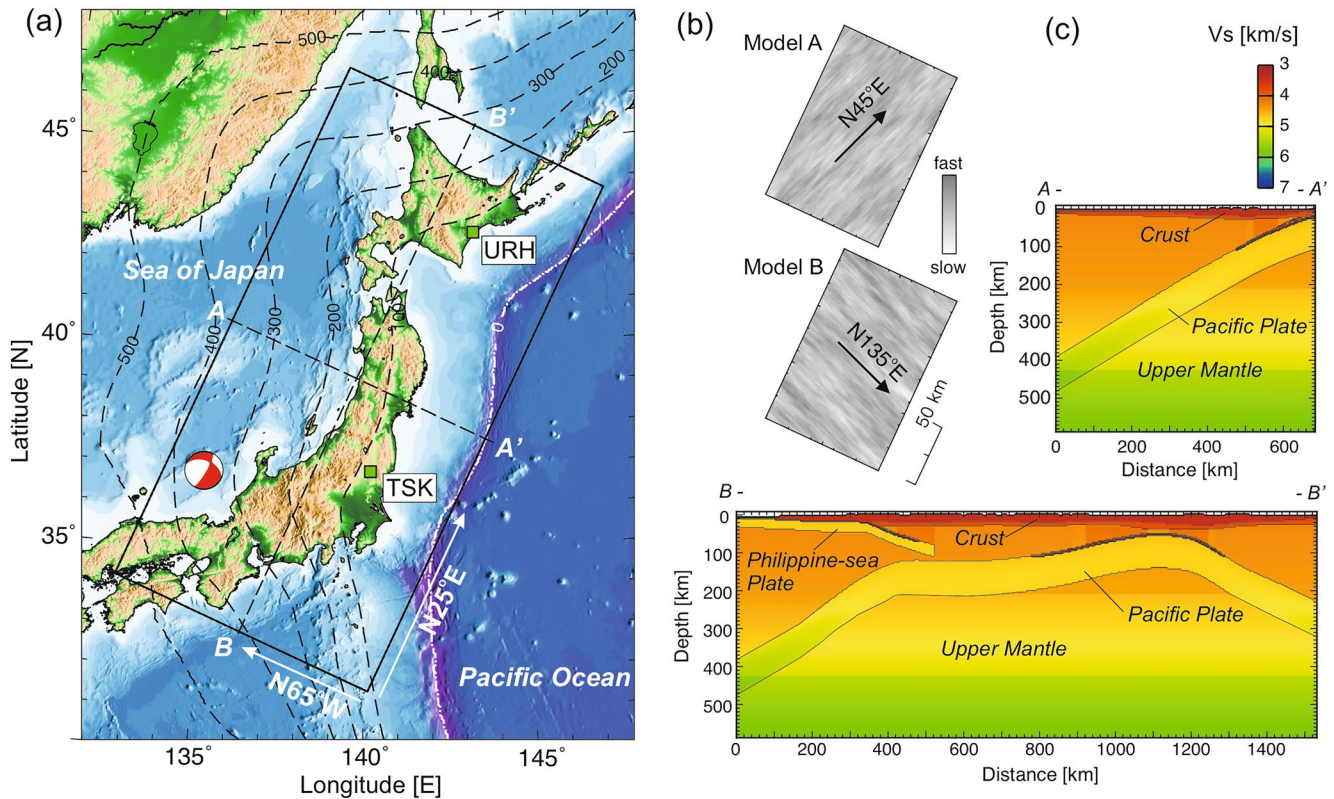 (a)
500
400
300
200
45°
B’
URH
Sea of Japan
A
40°
500
400
300
200
100
0
A’
TSK
35°
B
N65°W
N25°E
Pacific Ocean
135°
140°
145°
Latitude [N]
Longitude [E]
(b)
Model A
N45°E
fast
slow
Model B
N135°E
50 km
(c)
Vs [km/s]
3
4
5
6
7
A -
- A’
0
100
200
300
400
500
Depth [km]
Crust
Pacific Plate
Upper Mantle
0
200
400
600
Distance [km]
B -
- B’
0
100
200
300
400
500
Depth [km]
Crust
Philippine-sea
Plate
Pacific Plate
Upper Mantle
0
200
400
600
800
1000
1200
1400
Distance [km]